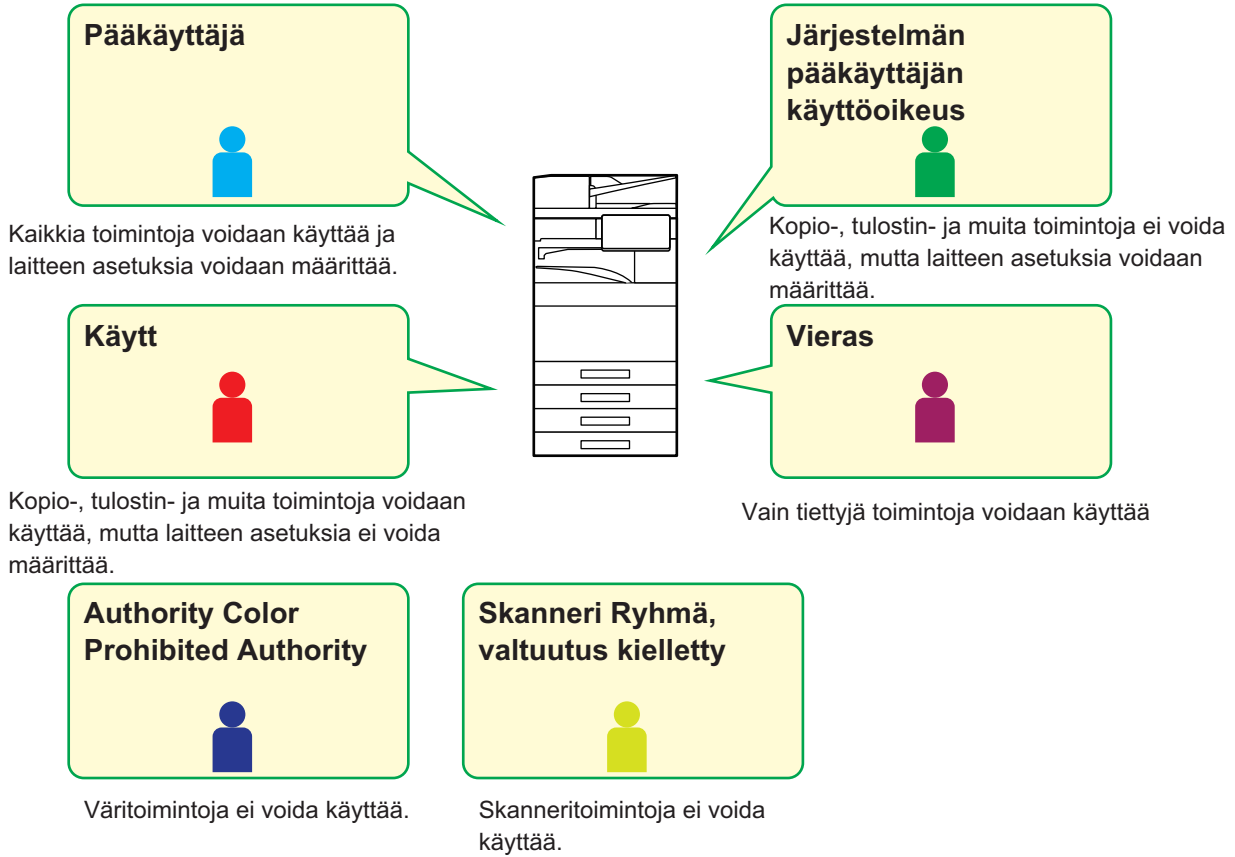 Pääkäyttäjä
Kaikkia toimintoja voidaan käyttää ja
laitteen asetuksia voidaan määrittää.
Järjestelmän
pääkäyttäjän
käyttöoikeus
Kopio-, tulostin- ja muita toimintoja ei voida
käyttää, mutta laitteen asetuksia voidaan
määrittää.
Käytt
Kopio-, tulostin- ja muita toimintoja voidaan
käyttää, mutta laitteen asetuksia ei voida
määrittää.
Vieras
Vain tiettyjä toimintoja voidaan käyttää
Authority Color
Prohibited Authority
Väritoimintoja ei voida käyttää.
Skanneri Ryhmä,
valtuutus kielletty
Skanneritoimintoja ei voida
käyttää.